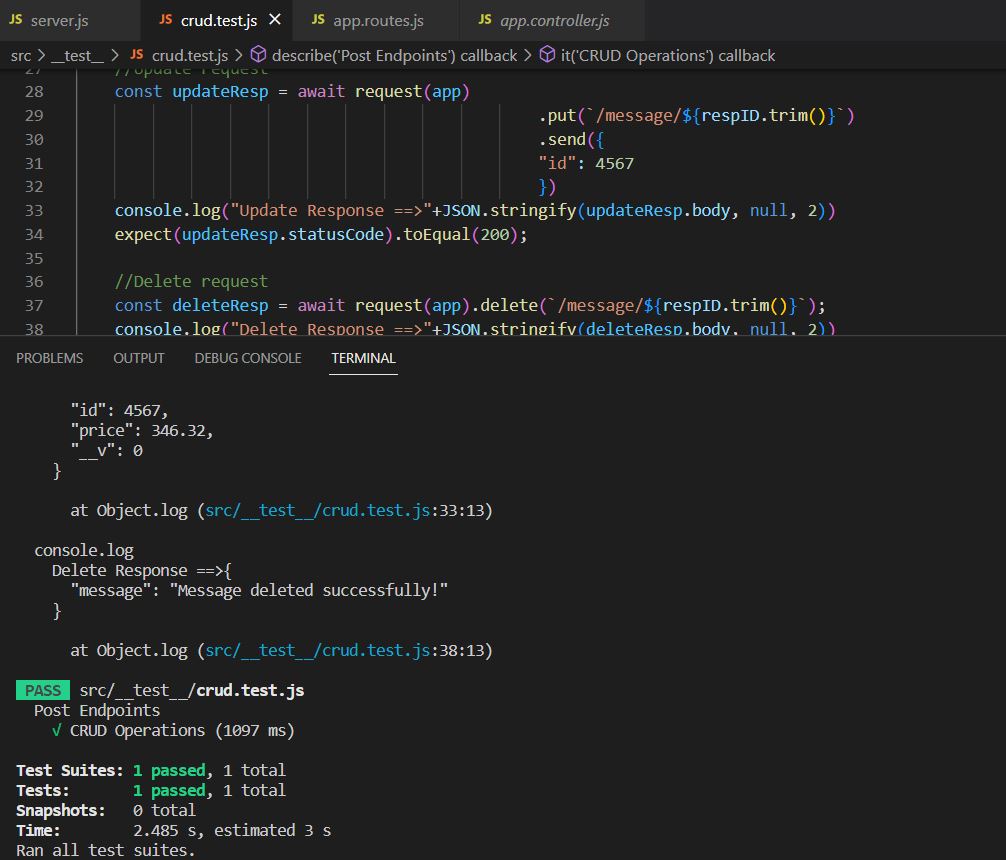 JS server.js JS crud.test.js × JS app.routes.js JS app.controller.js
src > __test__ > JS crud.test.js > describe('Post Endpoints') callback > it('CRUD Operations') callback
27 //Update request
28 const updateResp = await request(app)
29 .put(`/message/${respID.trim()}`)
30 .send({
31 "id": 4567
32 })
33 console.log("Update Response ==>"+JSON.stringify(updateResp.body, null, 2))
34 expect(updateResp.statusCode).toEqual(200);
35
36 //Delete request
37 const deleteResp = await request(app).delete(`/message/${respID.trim()}`);
38 console.log("Delete Response ==>"+JSON.stringify(deleteResp.body, null, 2))
PROBLEMS OUTPUT DEBUG CONSOLE TERMINAL
"id": 4567,
"price": 346.32,
"__v": 0
}
at Object.log (src/__test__/crud.test.js:33:13)
console.log
Delete Response ==>{
"message": "Message deleted successfully!"
}
at Object.log (src/__test__/crud.test.js:38:13)
PASS src/__test__/crud.test.js
Post Endpoints
√ CRUD Operations (1097 ms)
Test Suites: 1 passed, 1 total
Tests: 1 passed, 1 total
Snapshots: 0 total
Time: 2.485 s, estimated 3 s
Ran all test suites.